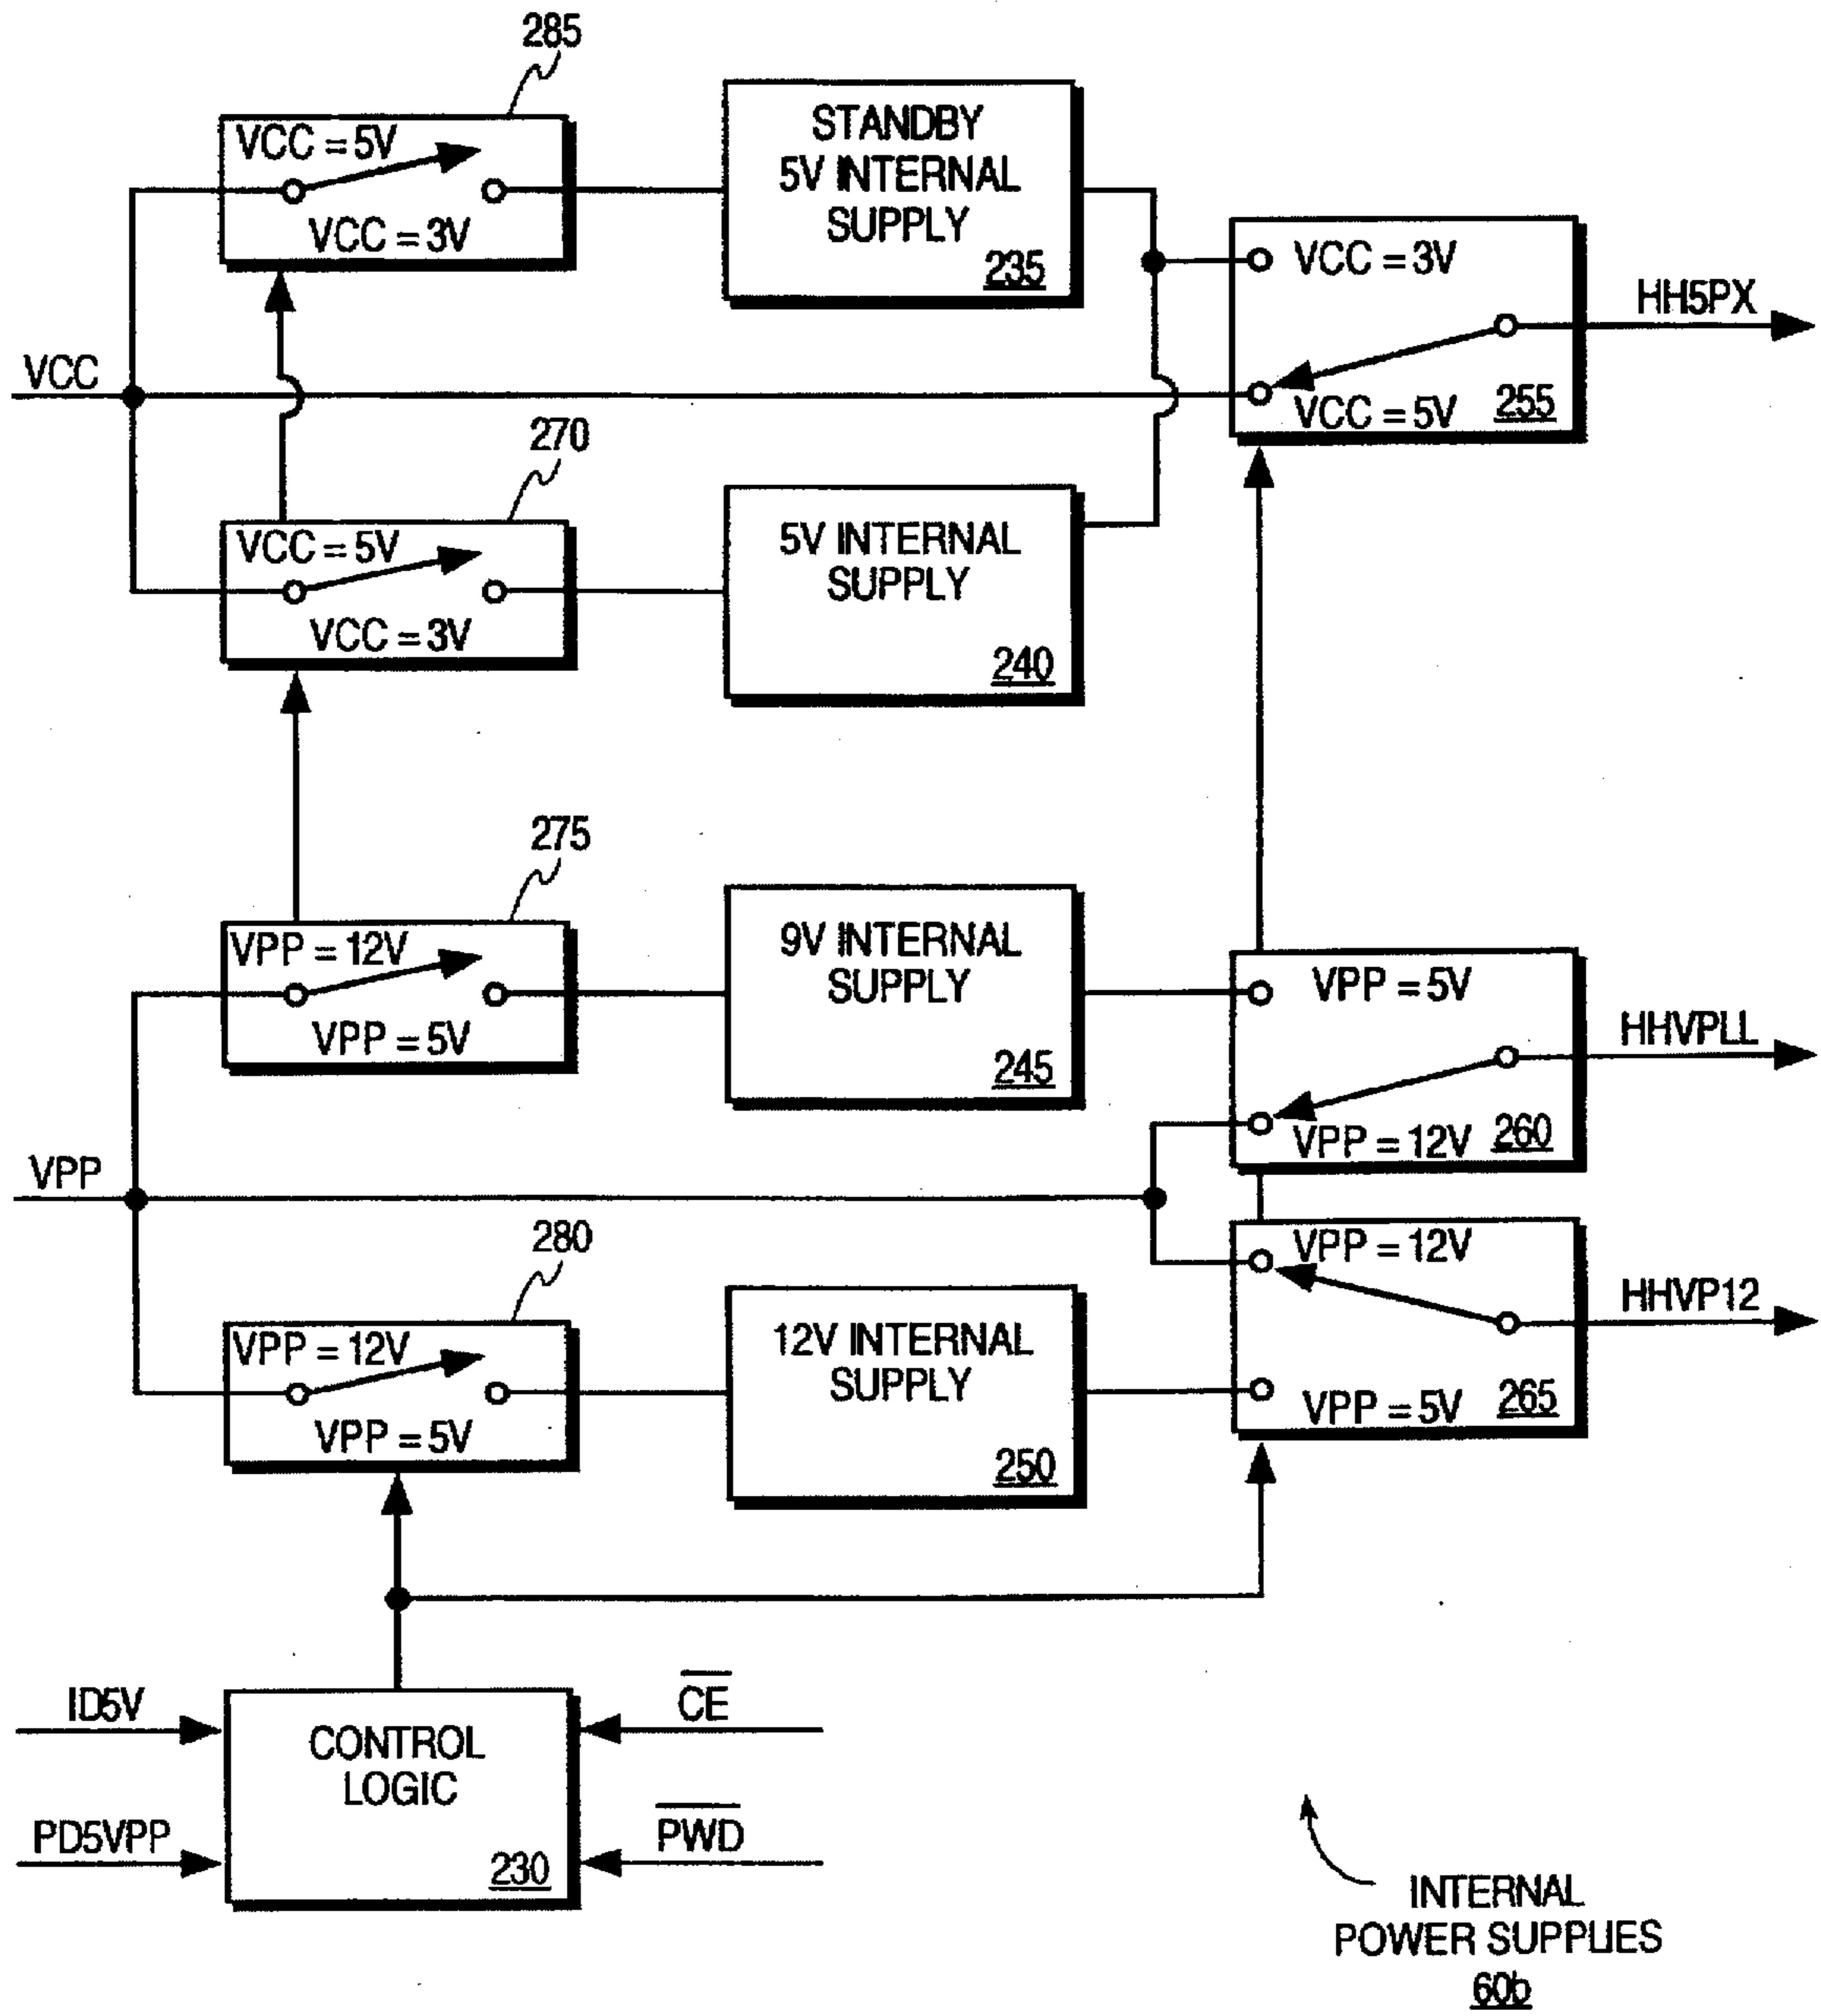 285
VCC = 5V
VCC = 3V
STANDBY
5V INTERNAL
SUPPLY
235
VCC = 3V
VCC = 5V
255
HH5PX
VCC
270
VCC = 5V
VCC = 3V
5V INTERNAL
SUPPLY
240
275
VPP = 12V
VPP = 5V
9V INTERNAL
SUPPLY
245
VPP = 5V
VPP = 12V
260
HHVPLL
VPP
280
VPP = 12V
VPP = 5V
12V INTERNAL
SUPPLY
250
VPP = 12V
VPP = 5V
265
HHVP12
ID5V
PD5VPP
CONTROL
LOGIC
230
CE
PWD
INTERNAL
POWER SUPPLIES
60b